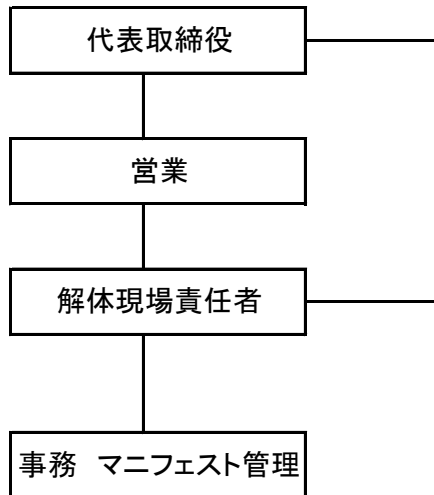 代表取締役
営業
解体現場責任者
事務　マニフェスト管理